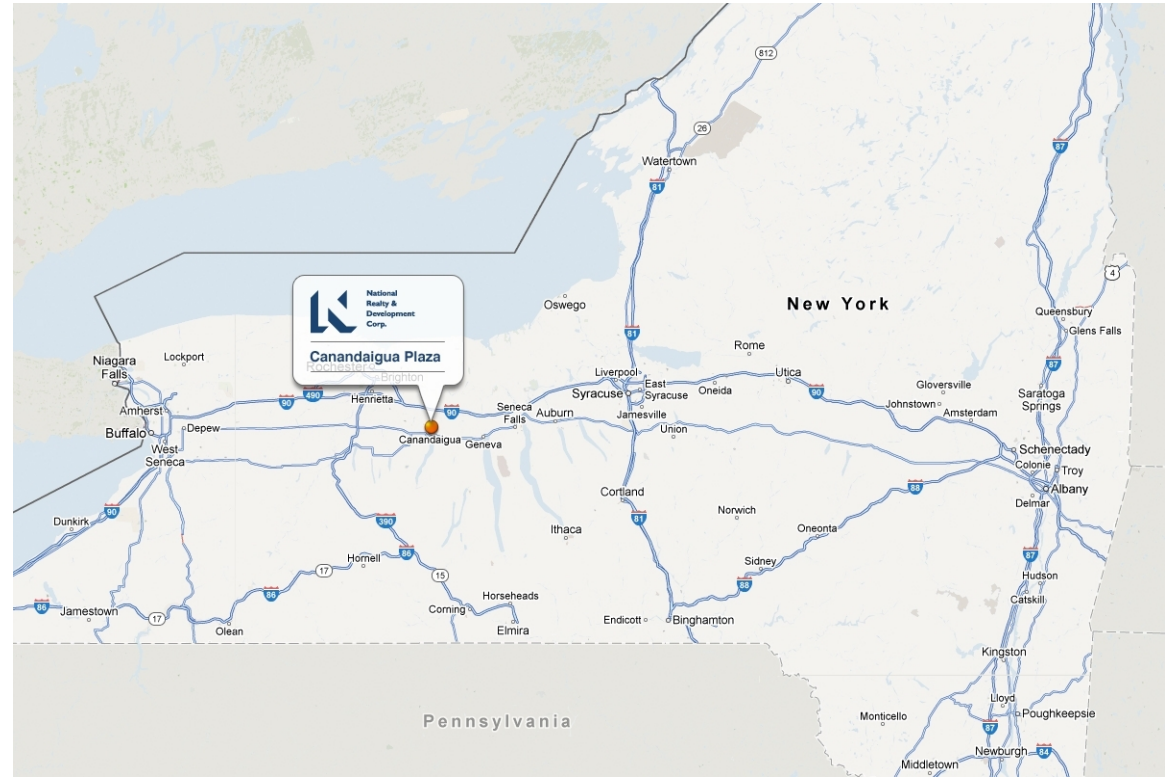 812
26
87
Watertown
81
4
National
Realty &
Development
Corp.
Canandaigua Plaza
Rochester
Brighton
Oswego
New York
Queensbury
Glens Falls
81
Rome
Niagara
Falls
Lockport
87
Liverpool
Utica
Gloversville
490
90
Henrietta
East
Syracuse
Syracuse
Oneida
90
Saratoga
Springs
Johnstown
Amherst
90
Seneca
Falls
Auburn
Jamesville
Amsterdam
Buffalo
Depew
Canandaigua
Geneva
Union
West
Seneca
Schenectady
Colonie
Troy
Albany
88
Cortland
Delmar
90
Dunkirk
390
81
Norwich
Ithaca
Oneonta
86
Hornell
87
17
15
Sidney
88
Hudson
86
Horseheads
Catskill
86
Jamestown
17
Corning
Olean
Elmira
Endicott
Binghamton
Kingston
Lloyd
Monticello
Poughkeepsie
Pennsylvania
87
Newburgh
84
Middletown